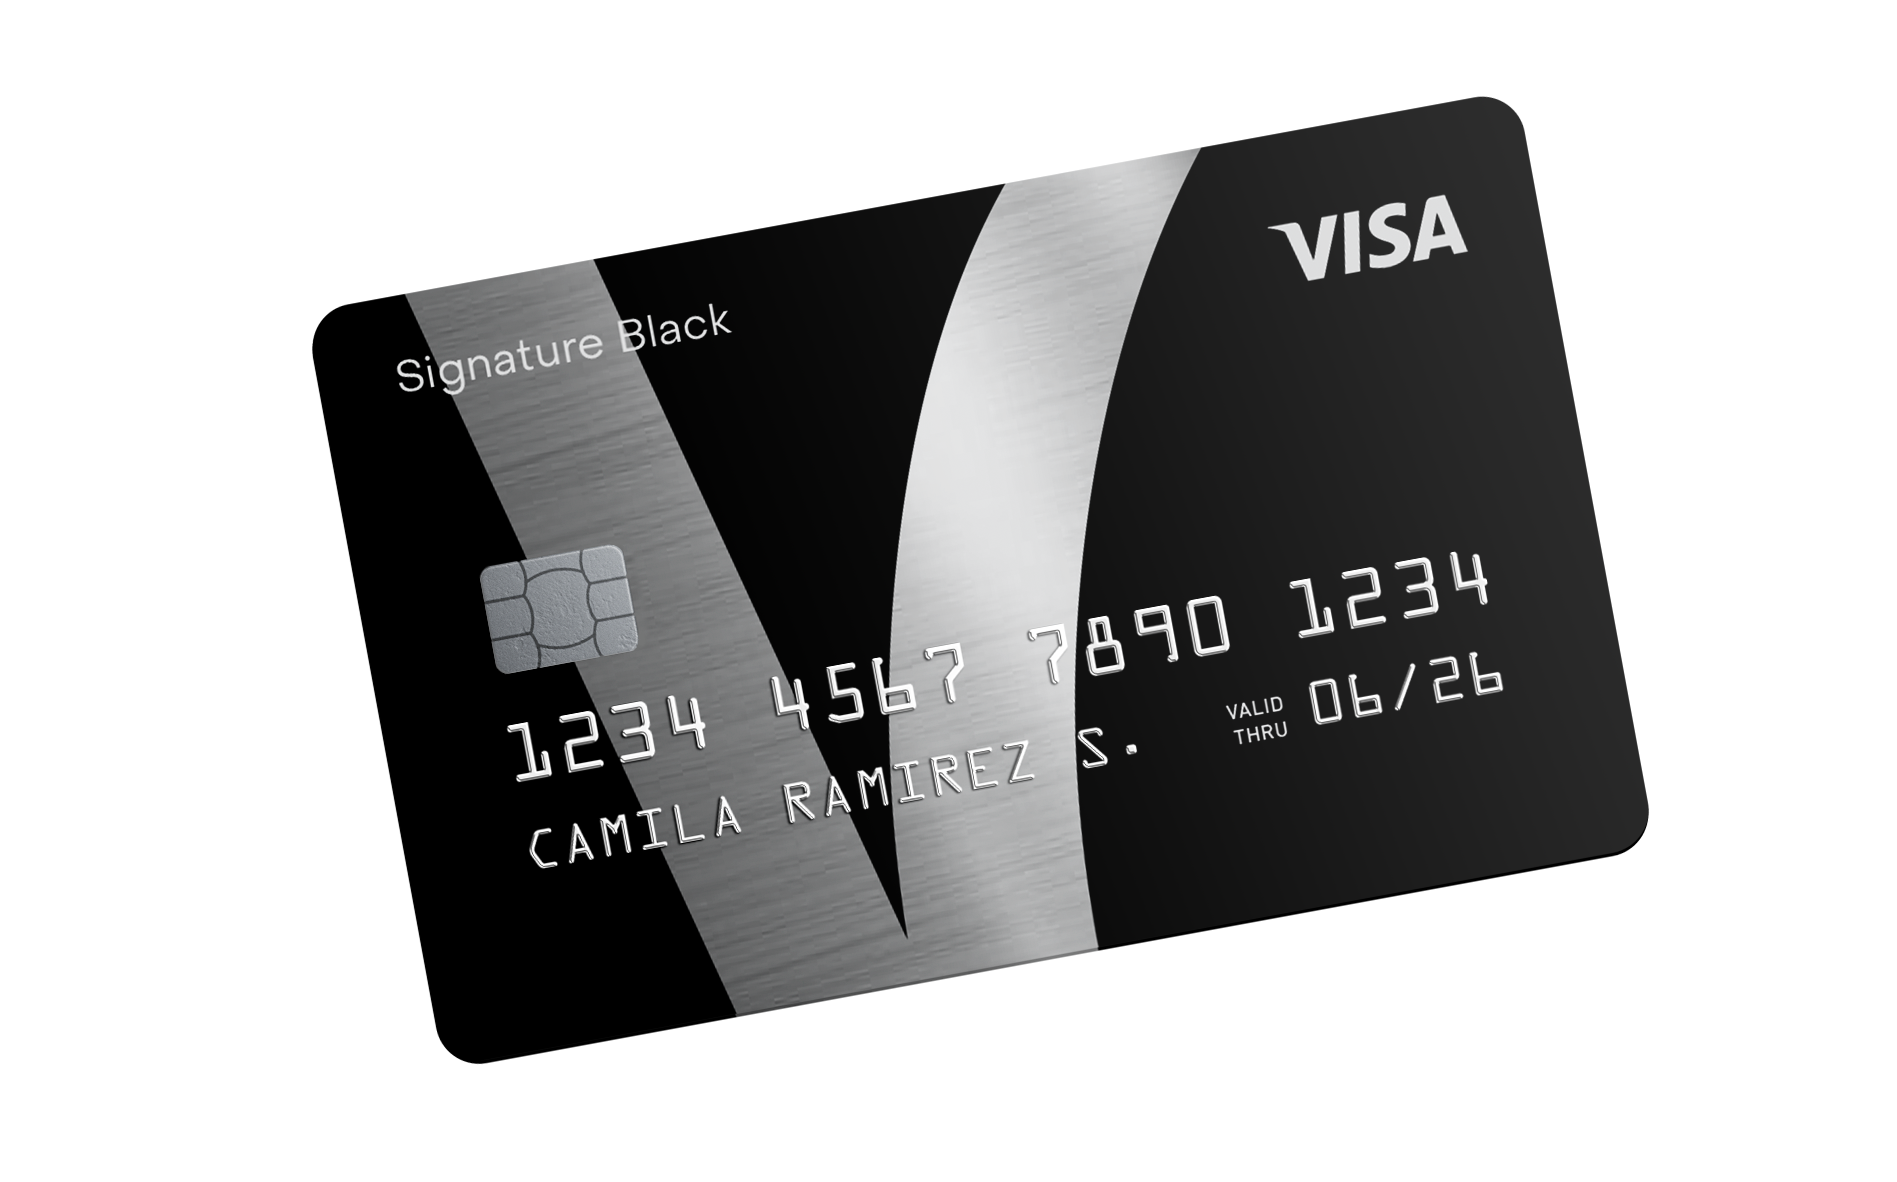 Signature Black
VISA
1234 4567 7890 1234
VALID THRU 06/26
CAMILA RAMIREZ S.